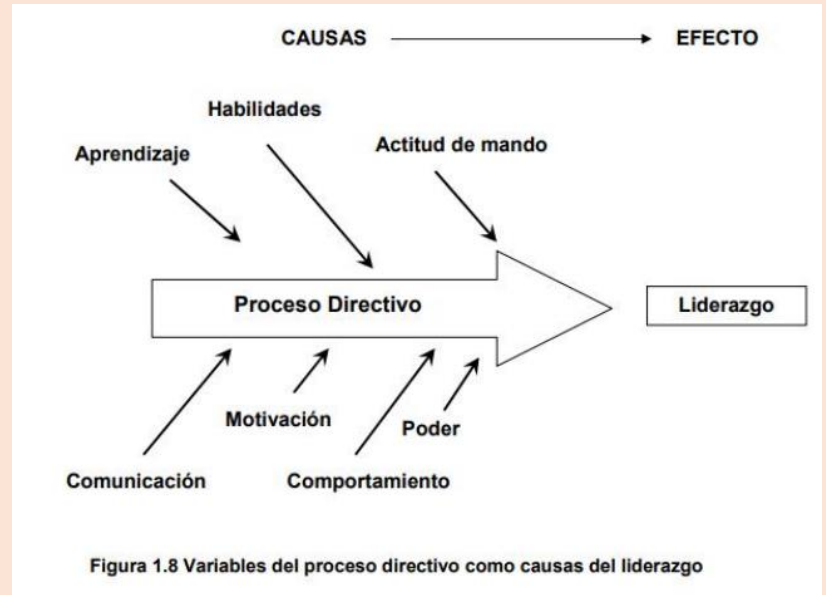 CAUSAS EFECTO
Habilidades
Aprendizaje
Actitud de mando
Proceso Directivo
Liderazgo
Motivación
Poder
Comunicación
Comportamiento
Figura 1.8 Variables del proceso directivo como causas del liderazgo